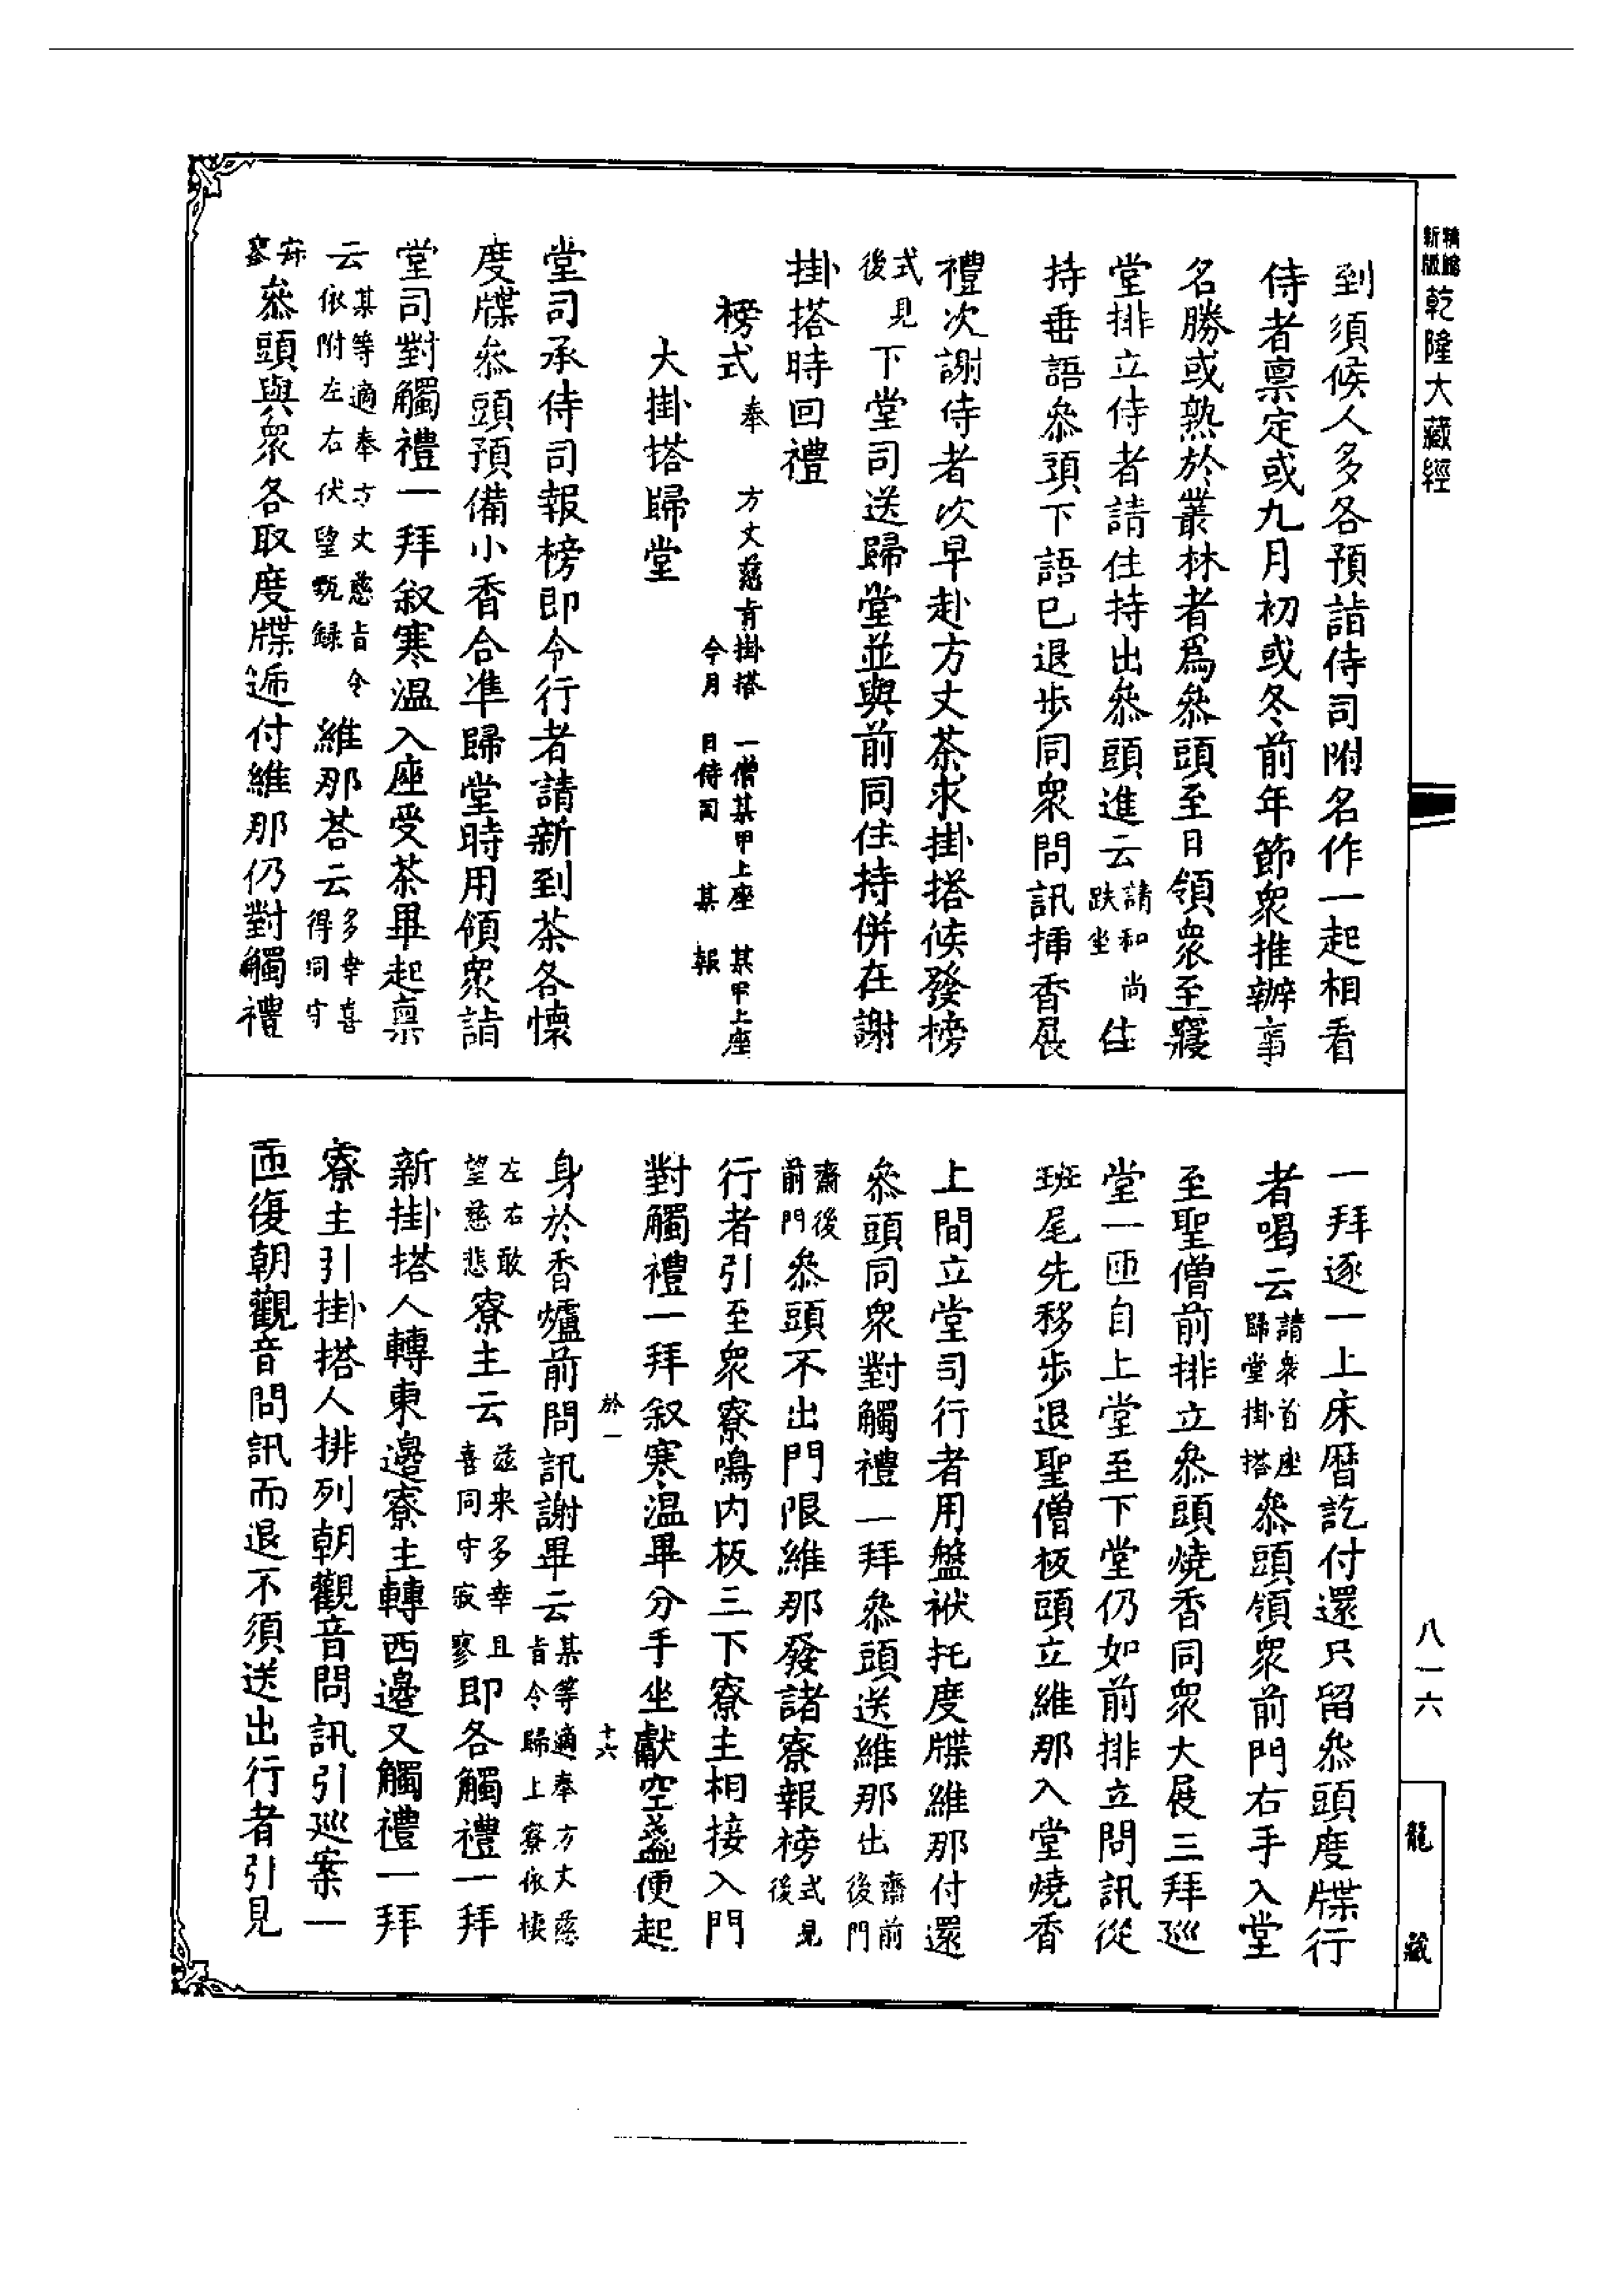 精縮新版乾隆大藏經
到須候人多各預詣侍司附名作一起相看
侍者稟定或九月初或冬前年節衆推辦事
名勝或熟於叢林者爲叅頭至日領衆至寢
堂排立侍者請住持出叅頭進云請和尚趺坐住
持垂語叅頭下語已退步同衆問訊揷香展
禮次謝侍者次早赴方丈茶求掛搭候發榜
式見後下堂司送歸堂並與前同住持併在謝
掛搭時回禮
榜式 奉 方丈慈旨掛搭 一僧某甲上座 某甲上座
今月 日侍司 某 報
大掛搭歸堂
堂司承侍司報榜即令行者請新到茶各懷
度牒叅頭預備小香合準歸堂時用領衆詣
堂司對觸禮一拜叙寒溫入座受茶畢起稟
云某等適奉方丈慈旨令依附左右伏望甄録維那荅云多幸喜得同守
寂寥叅頭與衆各取度牒逓付維那仍對觸禮
一拜逐一上床曆訖付還只留叅頭度牒行
者喝云請衆首座歸堂掛搭叅頭領衆前門右手入堂
至聖僧前排立叅頭燒香同衆大展三拜巡
堂一匝自上堂至下堂仍如前排立問訊從
班尾先移步退聖僧板頭立維那入堂燒香
上間立堂司行者用盤袱托度牒維那付還
叅頭同衆對觸禮一拜叅頭送維那出齋前後門
齋後前門叅頭不出門限維那發諸寮報榜式見後
行者引至衆寮鳴内板三下寮主相接入門
對觸禮一拜叙寒溫畢分手坐獻空盞便起
於一 十六
身於香爐前問訊謝畢云某等適奉方丈慈旨令歸上寮依棲
左右敢望慈悲寮主云兹来多幸且喜同守寂寥即各觸禮一拜
新掛搭人轉東邊寮主轉西邊又觸禮一拜
寮主引掛搭人排列朝觀音問訊引巡案一
匝復朝觀音問訊而退不須送出行者引見
八一六
龍藏